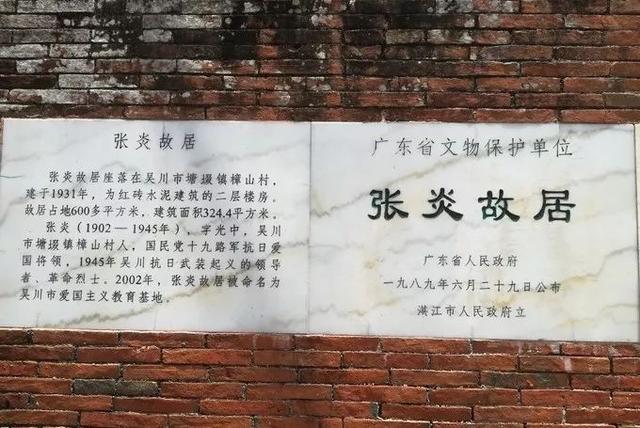 张炎故居
张炎故居座落在吴川市塘㙍镇樟山村，
建于1931年，为红砖水泥建筑的二层楼房。
故居占地600多平方米，建筑面积324.4平方米。
张炎（1902—1945年），字光中，吴川
市塘㙍镇樟山村人，国民党十九路军抗日爱
国将领，1945年吴川抗日武装起义的领导
者、革命烈士。2002年，张炎故居被命名为
吴川市爱国主义教育基地。
广东省文物保护单位
张炎故居
广东省人民政府
一九八九年六月二十九日公布
湛江市人民政府立